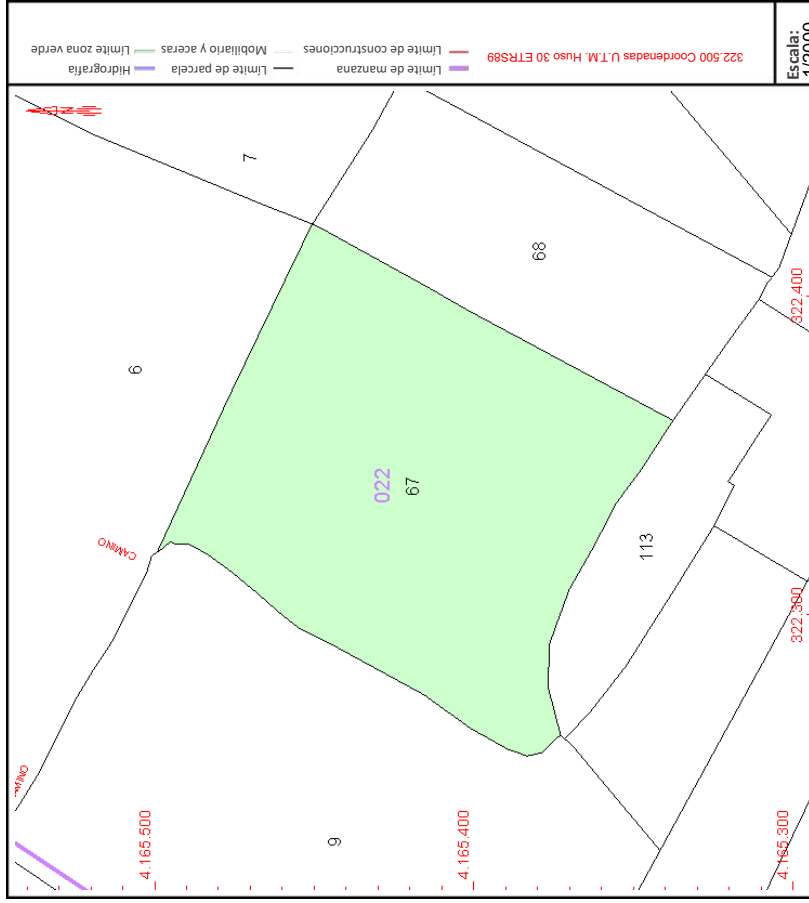 Límite de manzana
Límite de construcciones
Límite de parcela
Mobiliario y aceras
Hidrografía
Límite zona verde
322.500 Coordenadas U.T.M. Huso 30 ETRS89
Escala:
1/2000
7
6
68
022
67
CAMINO
113
9
322.400
322.300
4.165.500
4.165.400
4.165.300